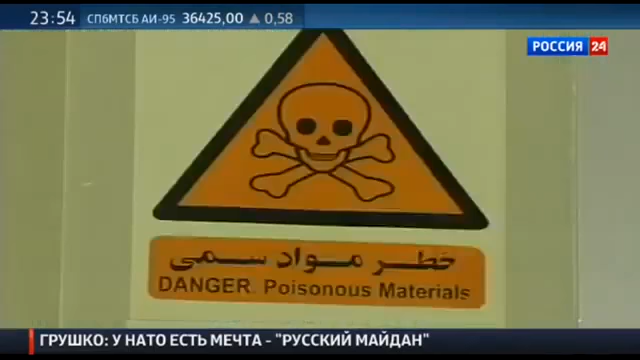 23:54 СПбМТСБ АИ-95 36425,00 ▲ 0,58
РОССИЯ 24
خطر مواد سمی
DANGER. Poisonous Materials
ГРУШКО: У НАТО ЕСТЬ МЕЧТА - "РУССКИЙ МАЙДАН"